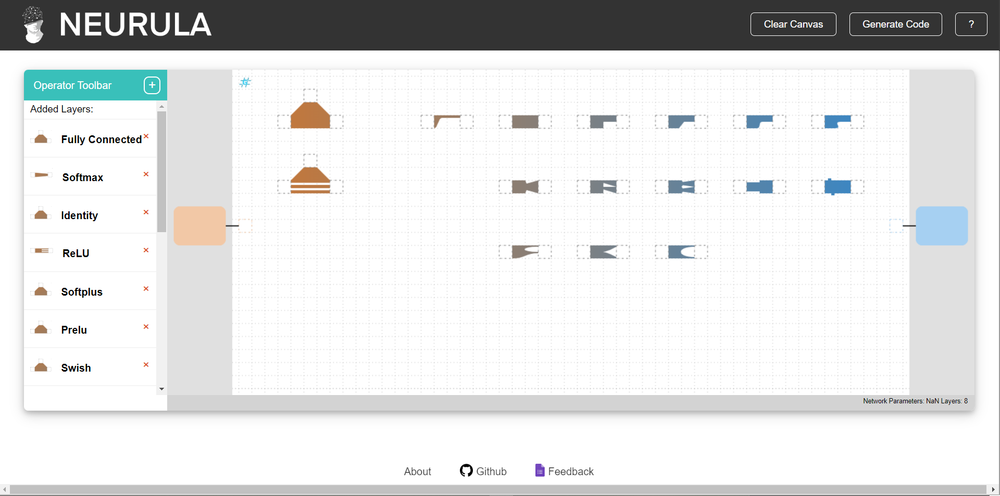 NEURULA
Clear Canvas
Generate Code
?
Operator Toolbar
+
Added Layers:
Fully Connected ×
Softmax ×
Identity ×
ReLU ×
Softplus ×
Prelu ×
Swish ×
Network Parameters: NaN Layers: 8
About
Github
Feedback